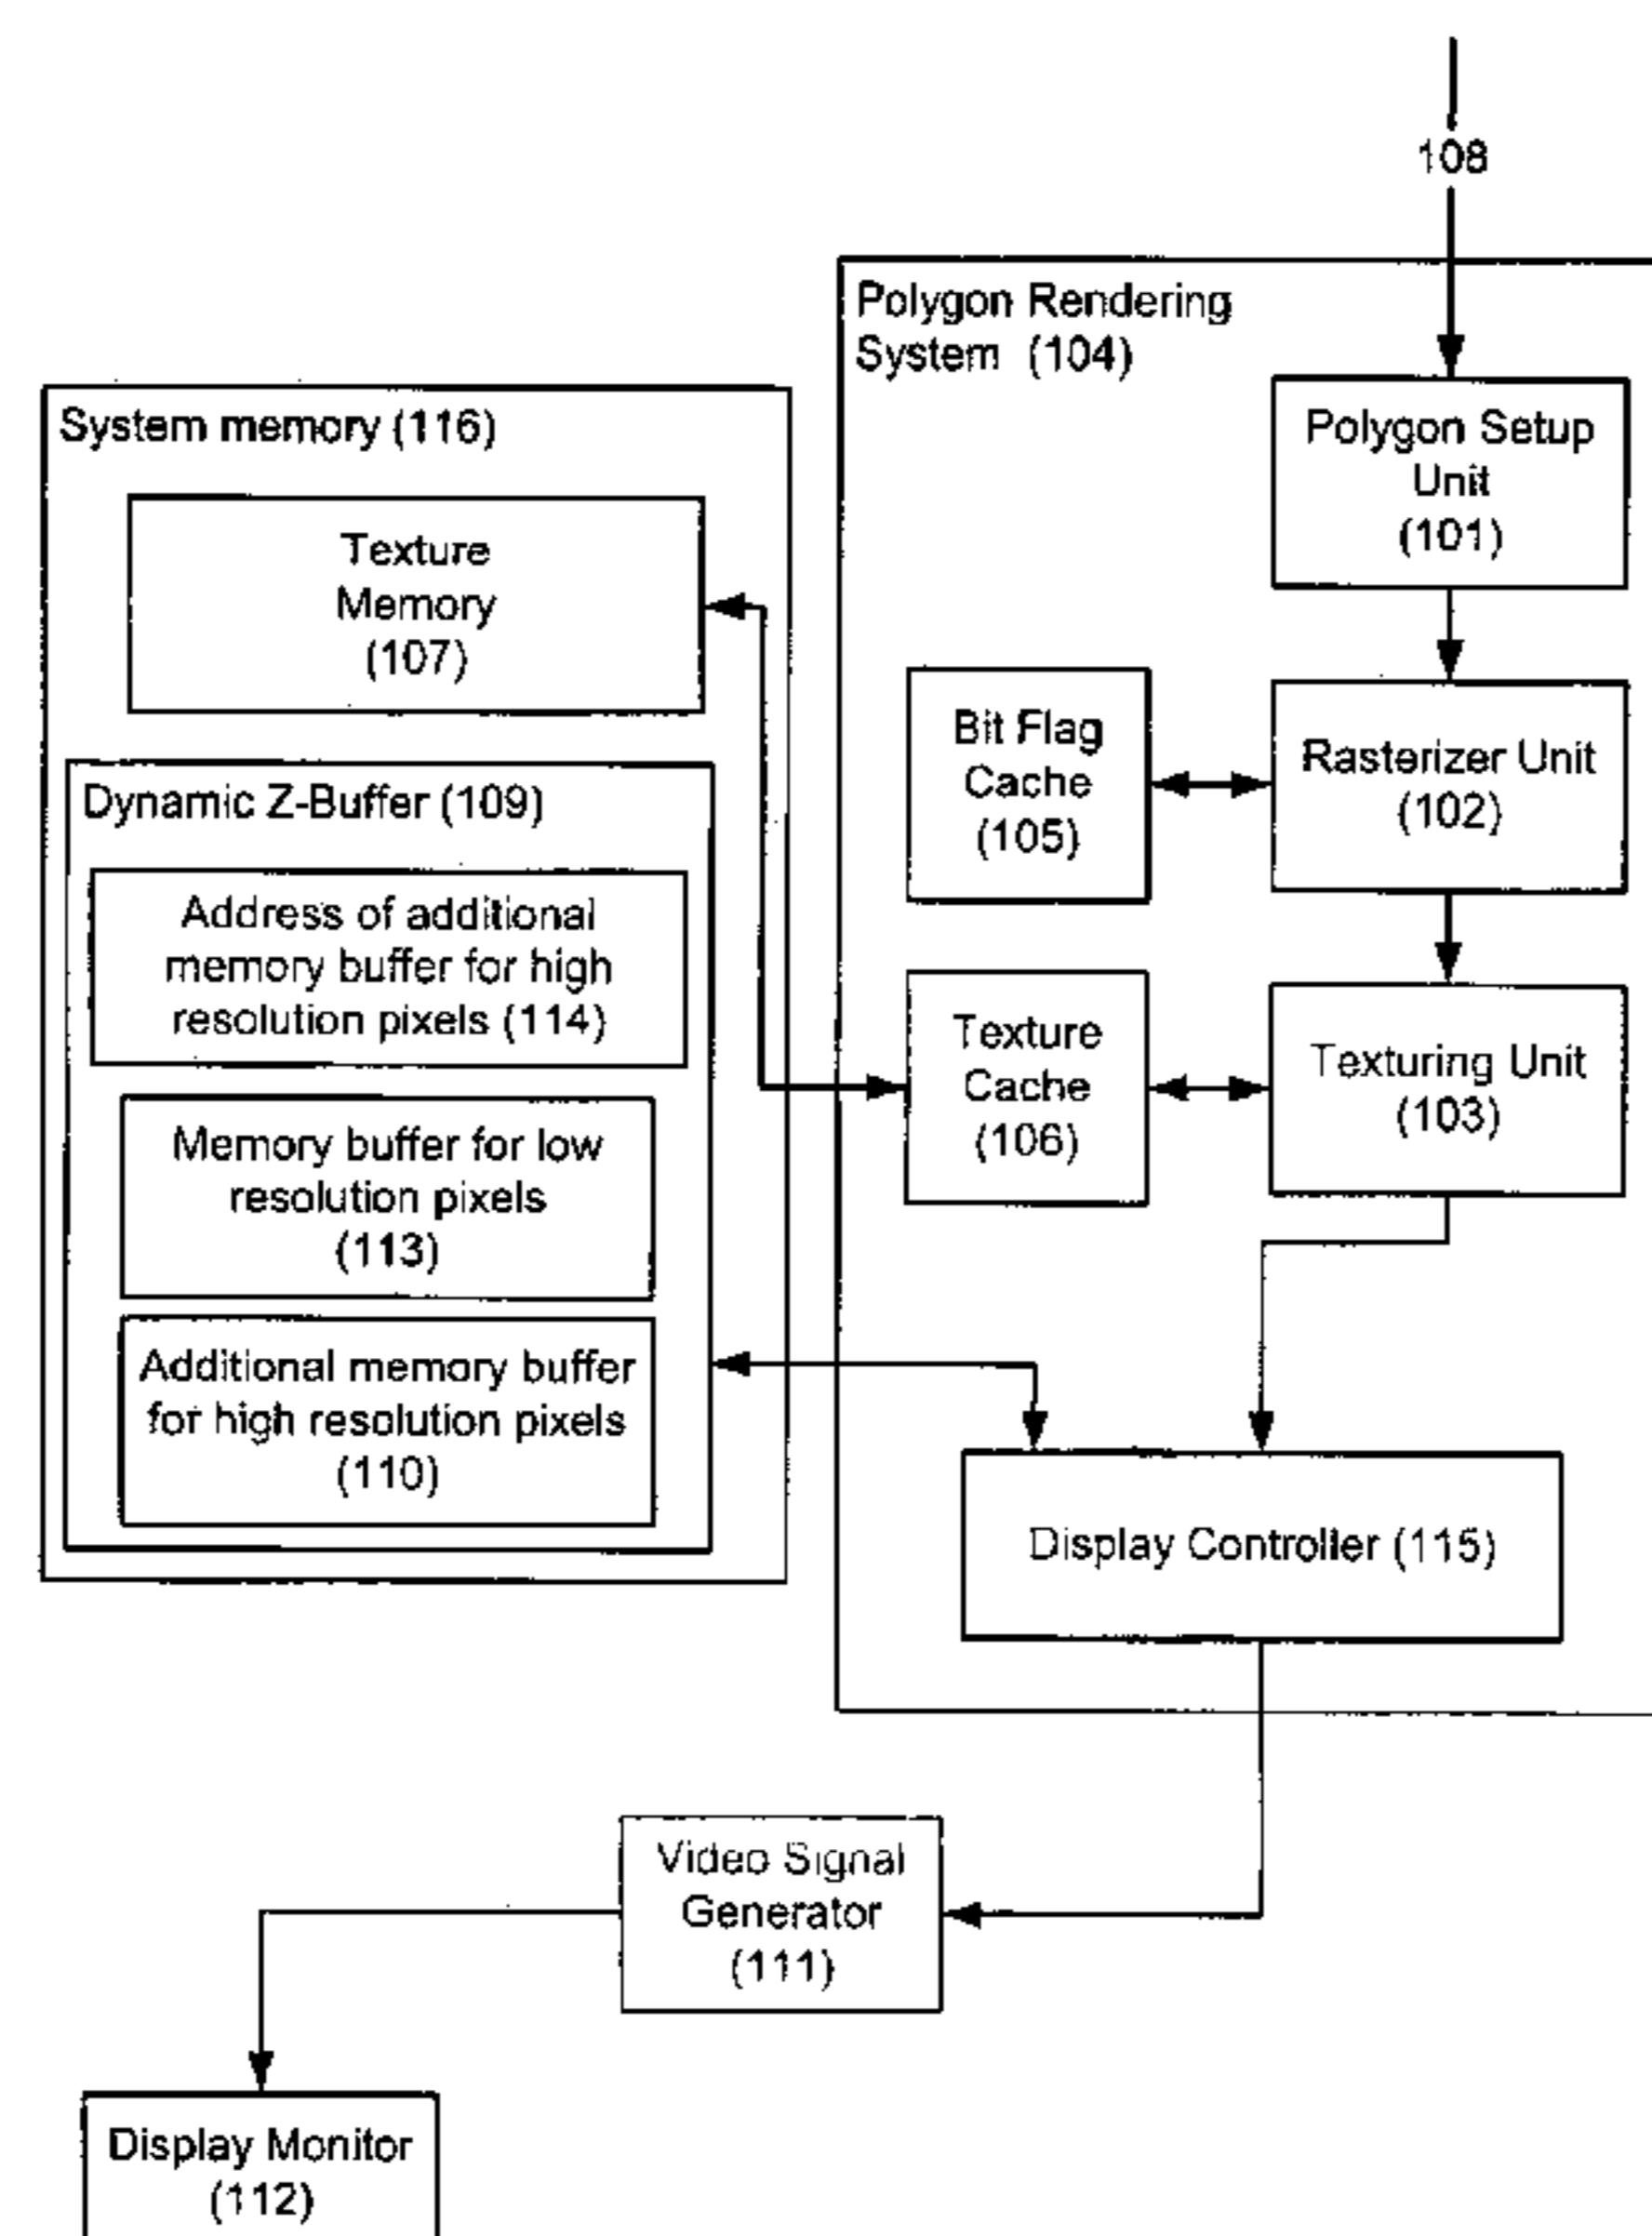 108
Polygon Rendering
System (104)
Polygon Setup
Unit
(101)
System memory (116)
Texture
Memory
(107)
Bit Flag
Cache
(105)
Rasterizer Unit
(102)
Dynamic Z-Buffer (109)
Address of additional
memory buffer for high
resolution pixels (114)
Texture
Cache
(106)
Texturing Unit
(103)
Memory buffer for low
resolution pixels
(113)
Additional memory buffer
for high resolution pixels
(110)
Display Controller (115)
Video Signal
Generator
(111)
Display Monitor
(112)